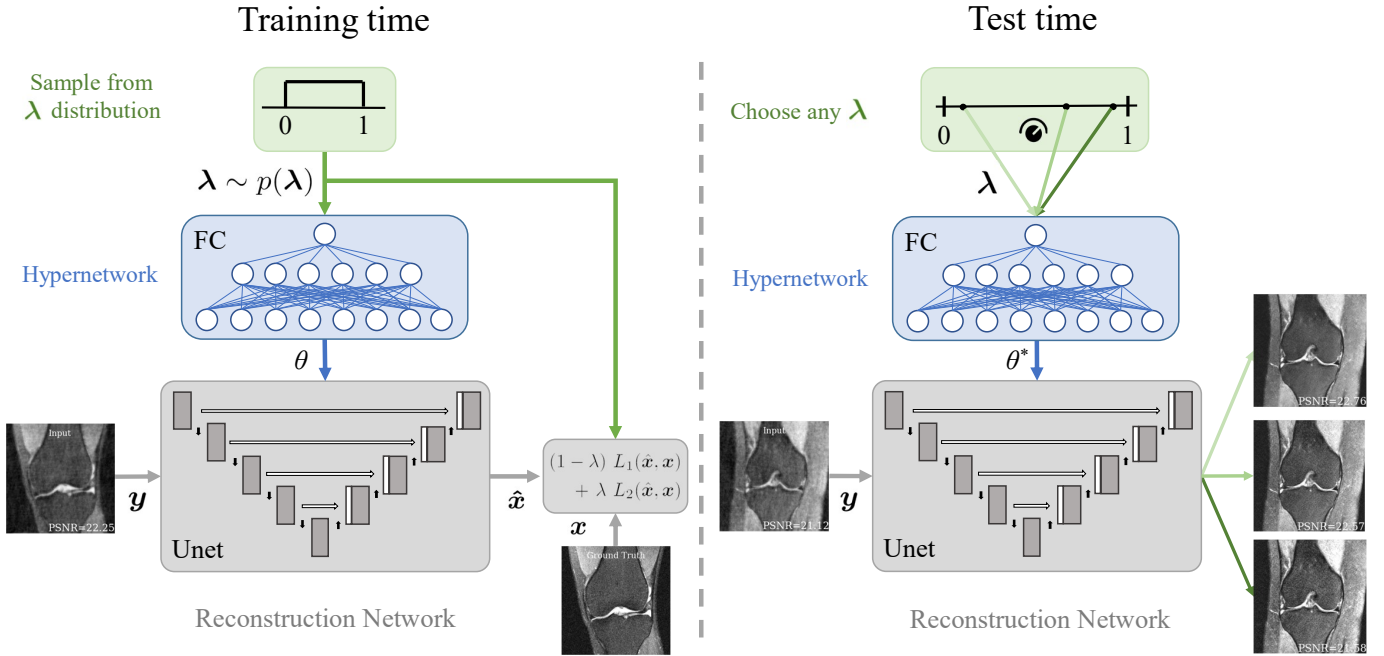 Training time
Sample from
λ distribution
0 1
λ ∼ p(λ)
FC
Hypernetwork
θ
Input
PSNR=22.25
y
Unet
x̂
(1 − λ) L₁(x̂, x)
+ λ L₂(x̂, x)
x
Ground Truth
Reconstruction Network
Test time
Choose any λ
0 1
λ
FC
Hypernetwork
θ*
Input
PSNR=21.12
y
Unet
PSNR=22.76
PSNR=22.57
PSNR=21.58
Reconstruction Network